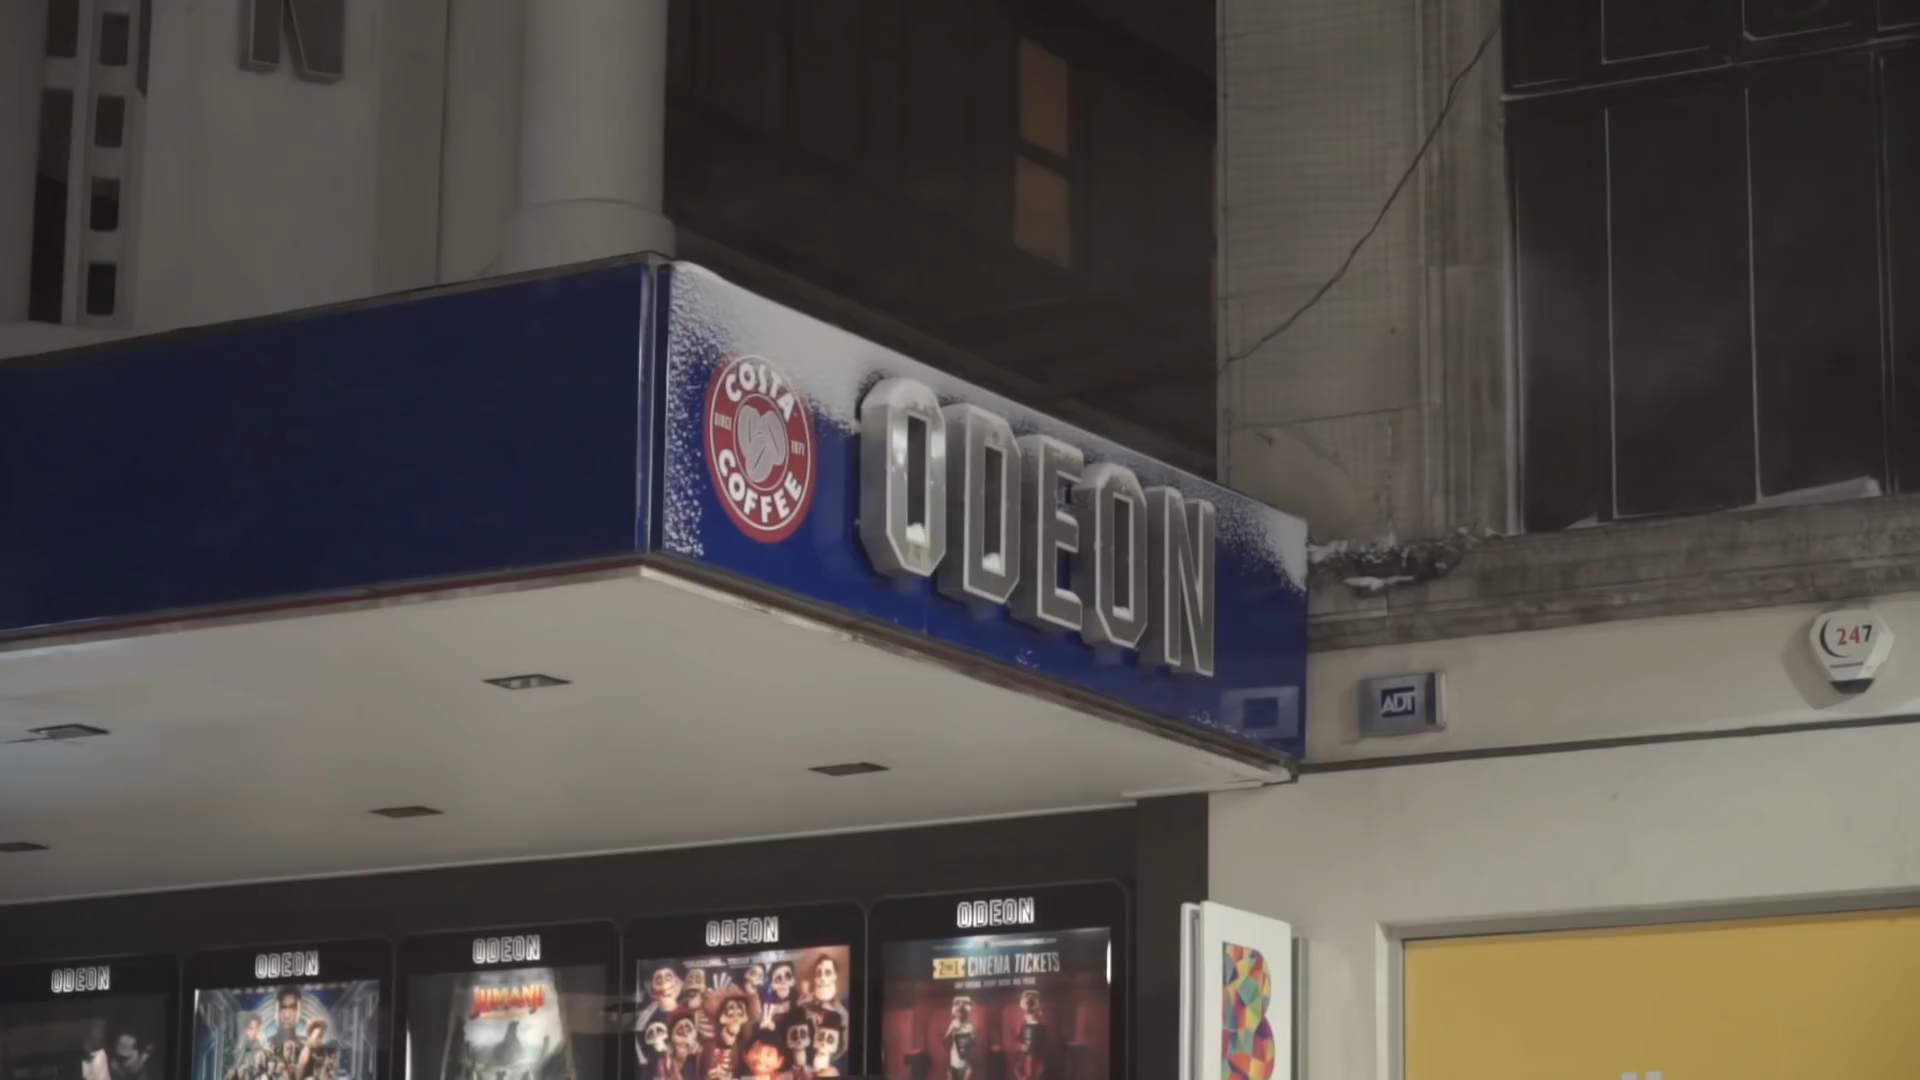 N
COSTA
SINCE 1971
COFFEE
ODEON
247
ADT
ODEON
ODEON
ODEON
ODEON
ODEON
JUMANJI
2FOR1 CINEMA TICKETS
B